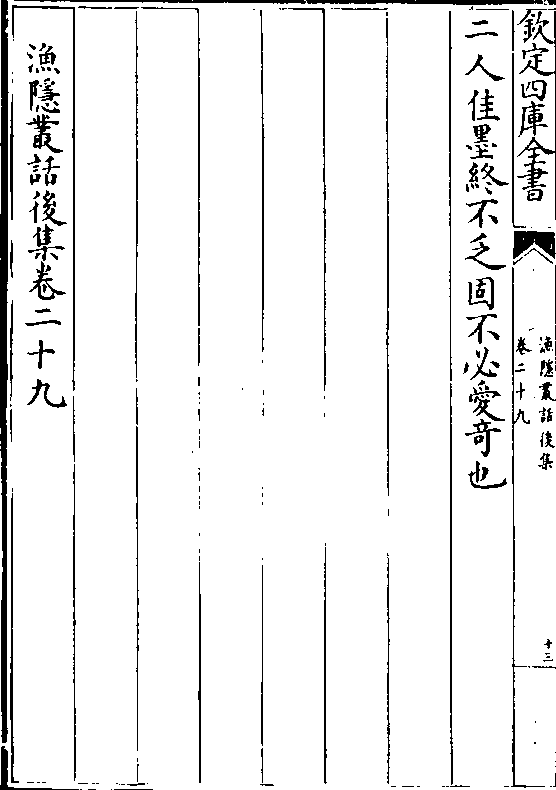 欽定四庫全書
漁隱叢話後集
卷二十九
十三
二人佳墨終不乏固不必愛竒也
漁隱叢話後集卷二十九